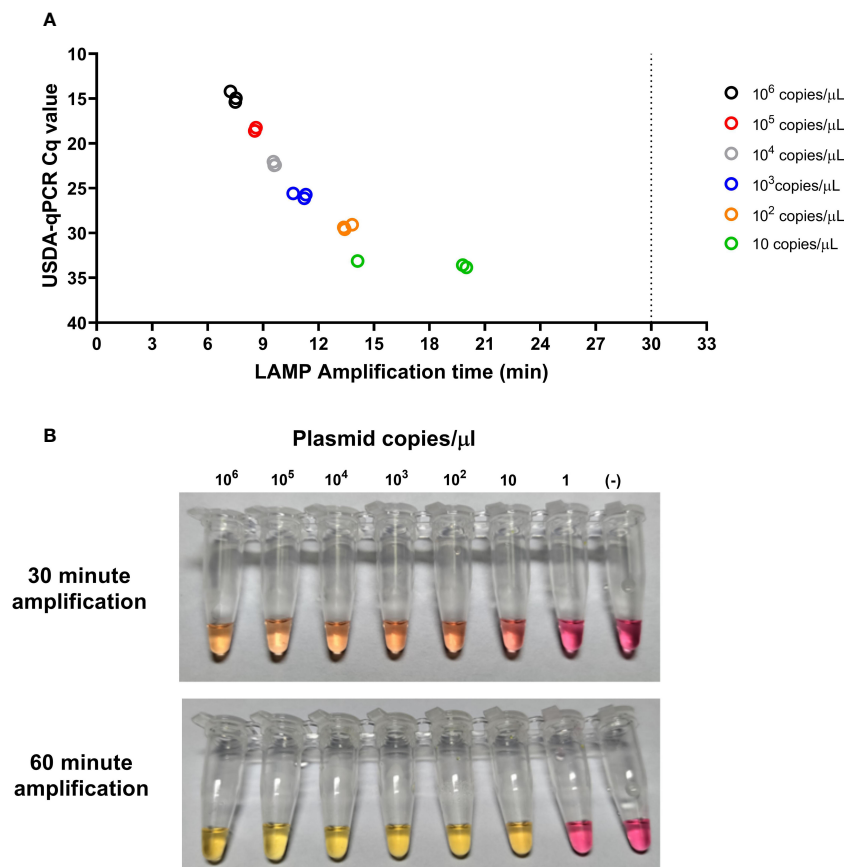 A
USDA-qPCR Cq value
10
15
20
25
30
35
40
0 3 6 9 12 15 18 21 24 27 30 33
LAMP Amplification time (min)
10⁶ copies/µL
10⁵ copies/µL
10⁴ copies/µL
10³copies/µL
10² copies/µL
10 copies/µL
B
Plasmid copies/µl
10⁶ 10⁵ 10⁴ 10³ 10² 10 1 (-)
30 minute
amplification
60 minute
amplification